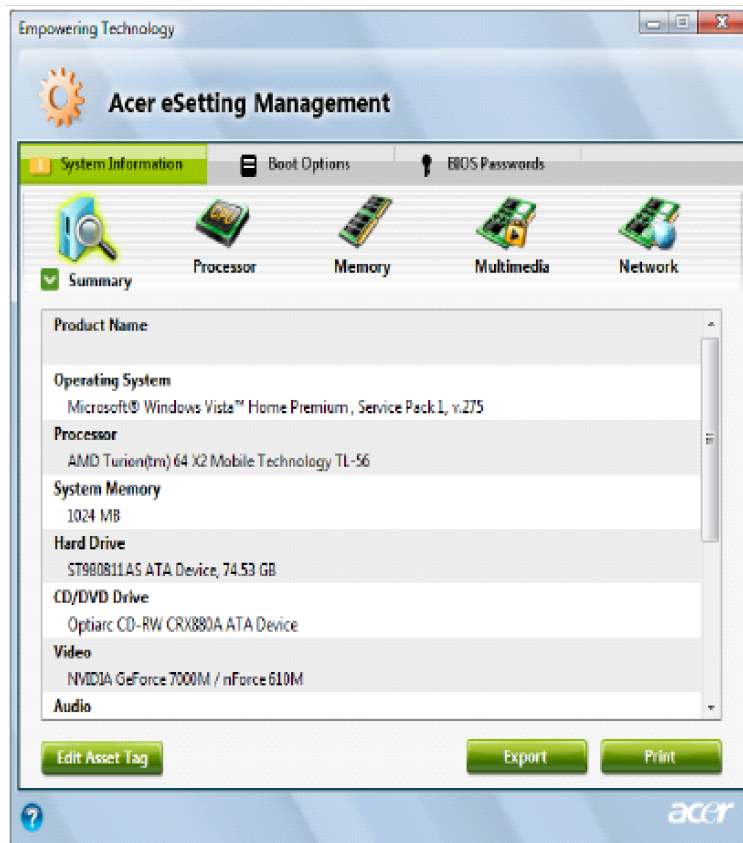 Empowering Technology
Acer eSetting Management
System Information
Boot Options
BIOS Passwords
CPU
Summary
Processor
Memory
Multimedia
Network
Product Name
Operating System
Microsoft® Windows Vista™ Home Premium , Service Pack 1, v.275
Processor
AMD Turion(tm) 64 X2 Mobile Technology TL-56
System Memory
1024 MB
Hard Drive
ST980811AS ATA Device, 74.53 GB
CD/DVD Drive
Optiarc CD-RW CRX880A ATA Device
Video
NVIDIA GeForce 7000M / nForce 610M
Audio
Edit Asset Tag
Export
Print
?
acer